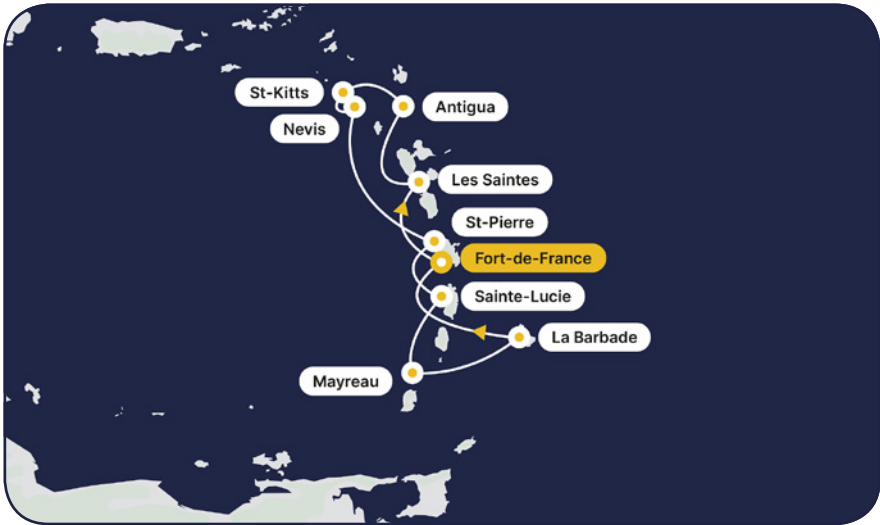 St-Kitts
Antigua
Nevis
Les Saintes
St-Pierre
Fort-de-France
Sainte-Lucie
La Barbade
Mayreau